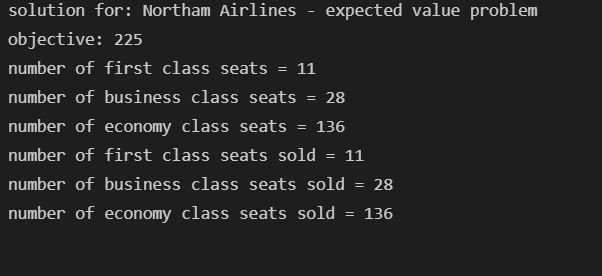 solution for: Northam Airlines - expected value problem
objective: 225
number of first class seats = 11
number of business class seats = 28
number of economy class seats = 136
number of first class seats sold = 11
number of business class seats sold = 28
number of economy class seats sold = 136